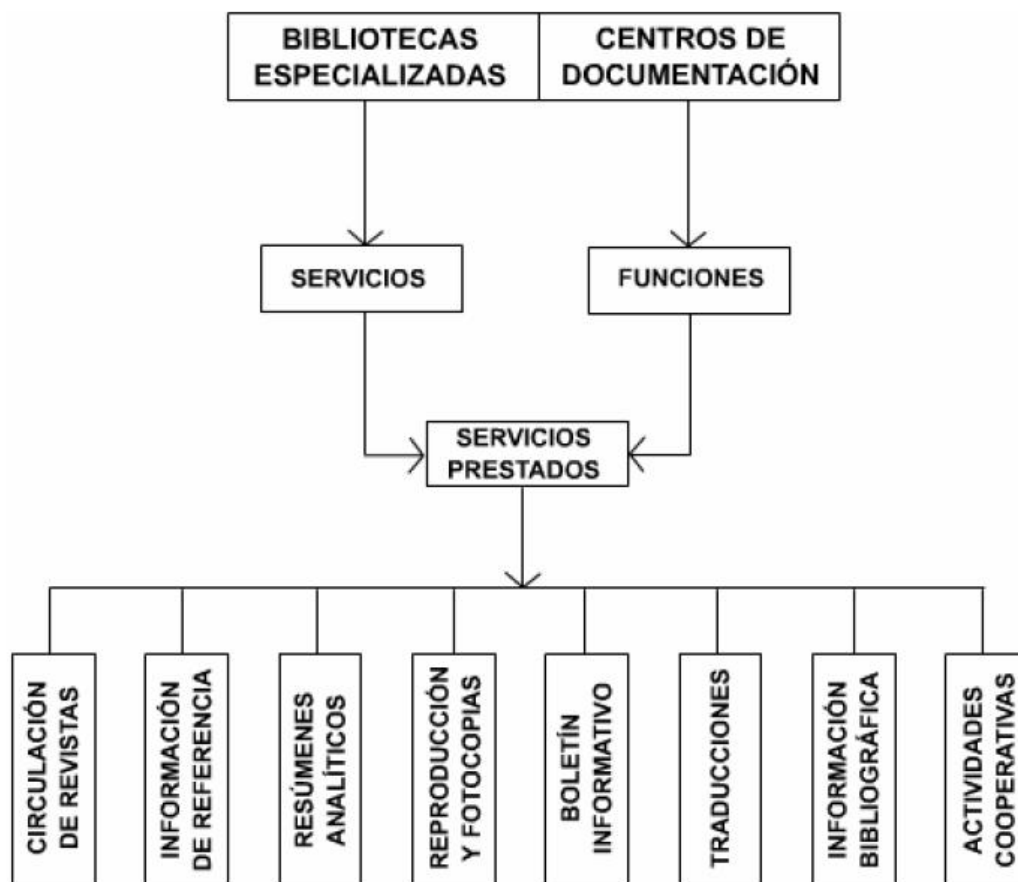 BIBLIOTECAS
ESPECIALIZADAS
CENTROS DE
DOCUMENTACIÓN
SERVICIOS
FUNCIONES
SERVICIOS
PRESTADOS
CIRCULACIÓN
DE REVISTAS
INFORMACIÓN
DE REFERENCIA
RESÚMENES
ANALÍTICOS
REPRODUCCIÓN
Y FOTOCOPIAS
BOLETÍN
INFORMATIVO
TRADUCCIONES
INFORMACIÓN
BIBLIOGRÁFICA
ACTIVIDADES
COOPERATIVAS